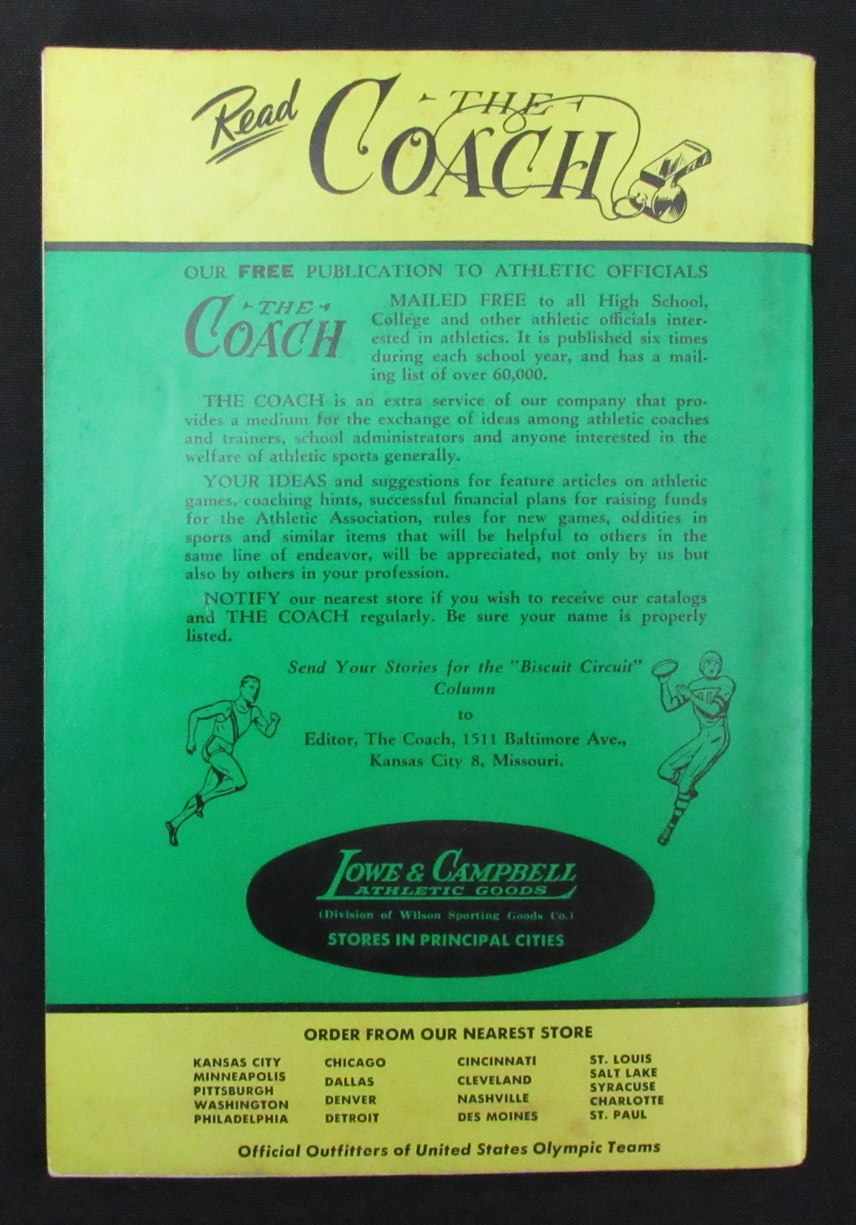 Read
THE
COACH
OUR FREE PUBLICATION TO ATHLETIC OFFICIALS
THE
COACH
MAILED FREE to all High School,
College and other athletic officials inter-
ested in athletics. It is published six times
during each school year, and has a mail-
ing list of over 60,000.
THE COACH is an extra service of our company that pro-
vides a medium for the exchange of ideas among athletic coaches
and trainers, school administrators and anyone interested in the
welfare of athletic sports generally.
YOUR IDEAS and suggestions for feature articles on athletic
games, coaching hints, successful financial plans for raising funds
for the Athletic Association, rules for new games, oddities in
sports and similar items that will be helpful to others in the
same line of endeavor, will be appreciated, not only by us but
also by others in your profession.
NOTIFY our nearest store if you wish to receive our catalogs
and THE COACH regularly. Be sure your name is properly
listed.
Send Your Stories for the "Biscuit Circuit"
Column
to
Editor, The Coach, 1511 Baltimore Ave.,
Kansas City 8, Missouri.
LOWE & CAMPBELL
ATHLETIC GOODS
(Division of Wilson Sporting Goods Co.)
STORES IN PRINCIPAL CITIES
ORDER FROM OUR NEAREST STORE
KANSAS CITY
MINNEAPOLIS
PITTSBURGH
WASHINGTON
PHILADELPHIA
CHICAGO
DALLAS
DENVER
DETROIT
CINCINNATI
CLEVELAND
NASHVILLE
DES MOINES
ST. LOUIS
SALT LAKE
SYRACUSE
CHARLOTTE
ST. PAUL
Official Outfitters of United States Olympic Teams